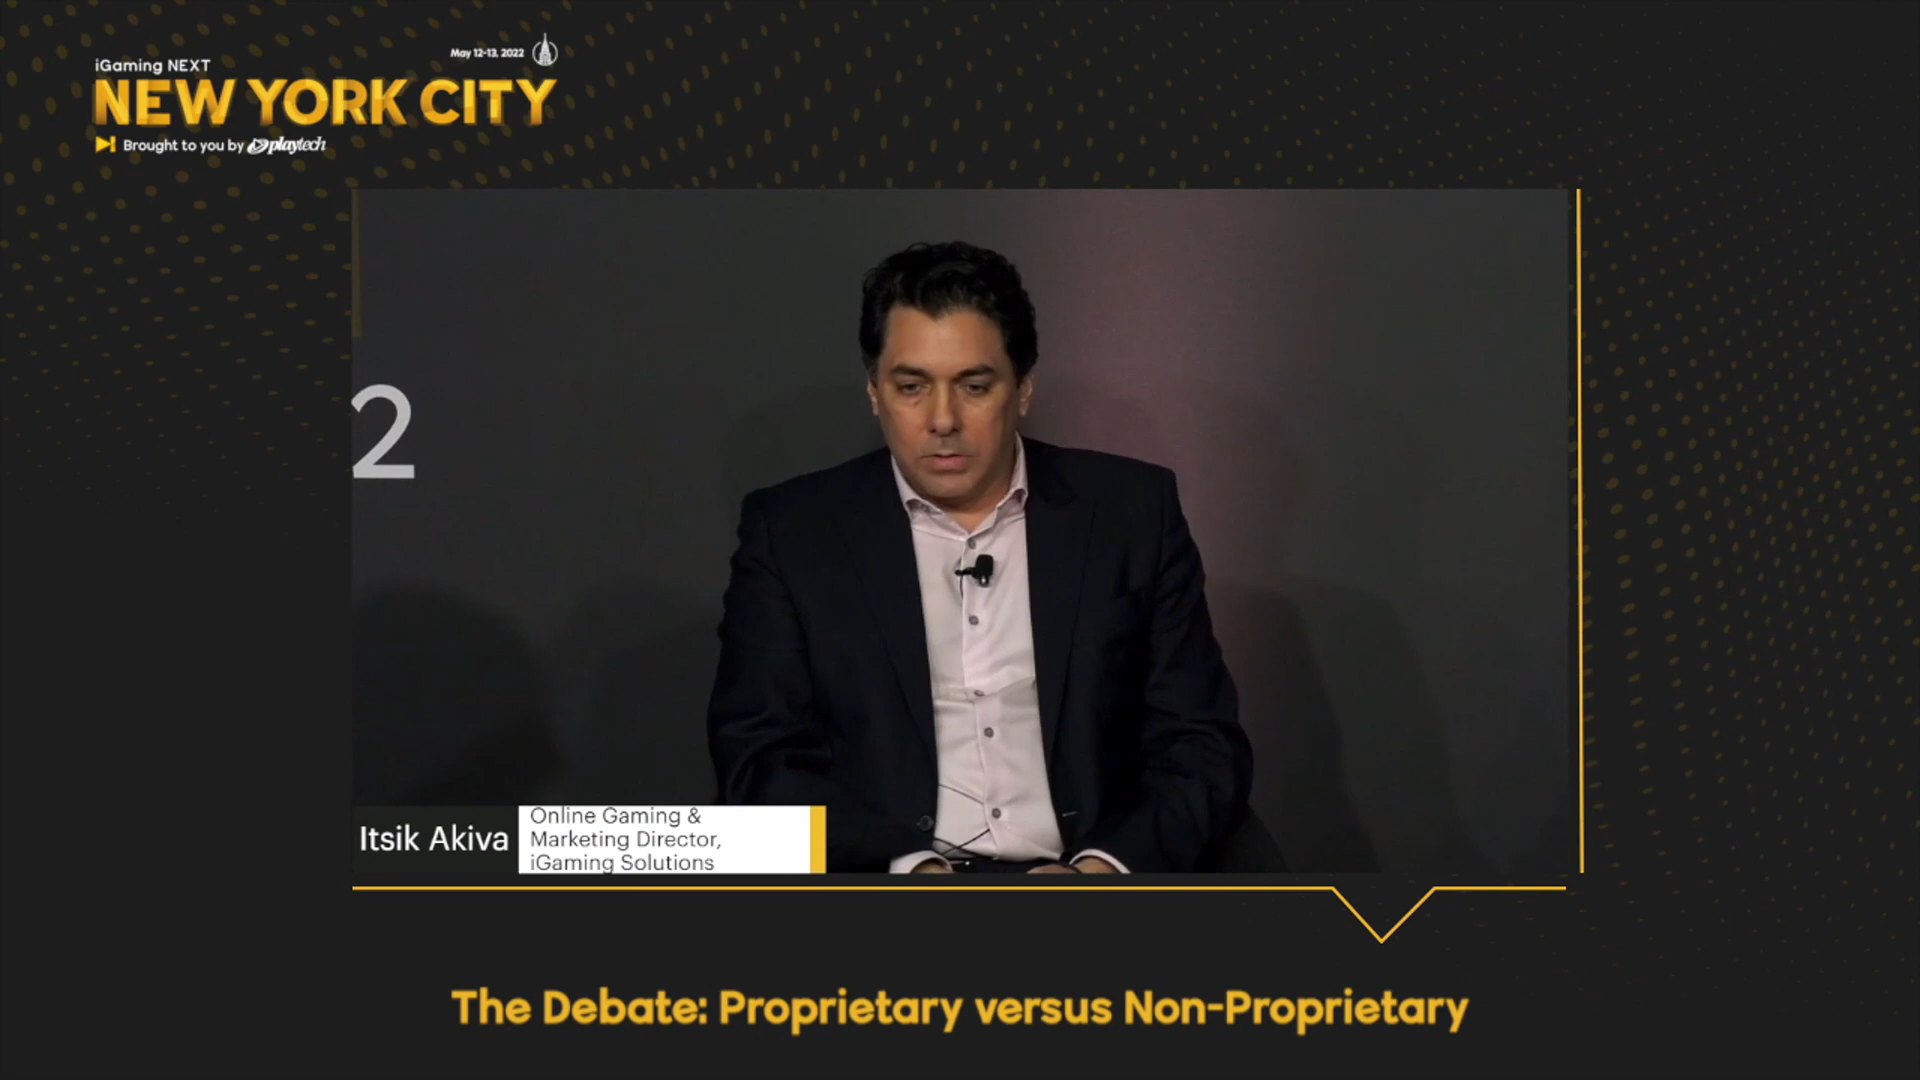 May 12-13, 2022
iGaming NEXT
NEW YORK CITY
Brought to you by playtech
2
Itsik Akiva
Online Gaming &
Marketing Director,
iGaming Solutions
The Debate: Proprietary versus Non-Proprietary